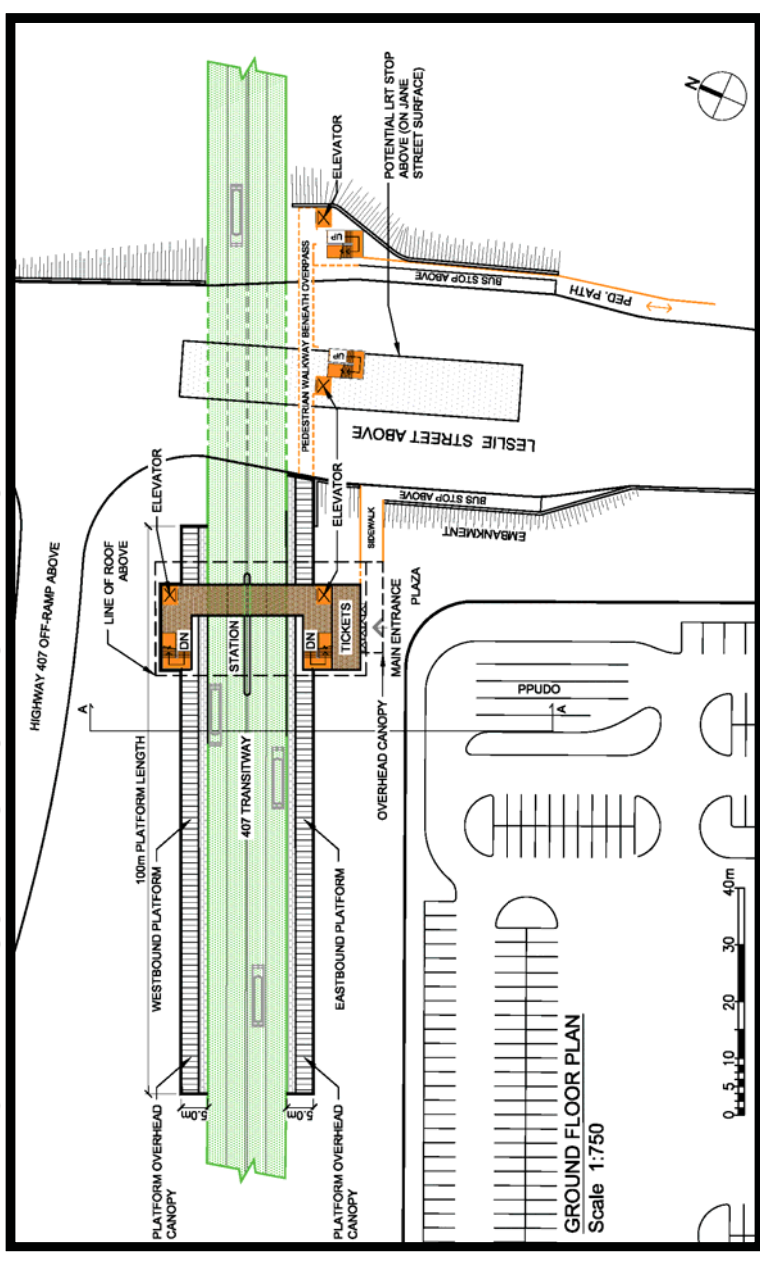 HIGHWAY 407 OFF-RAMP ABOVE
LINE OF ROOF
ABOVE
ELEVATOR
100m PLATFORM LENGTH
WESTBOUND PLATFORM
PLATFORM OVERHEAD
CANOPY
5.0m
A
DN
STATION
407 TRANSITWAY
DN
TICKETS
5.0m
EASTBOUND PLATFORM
PLATFORM OVERHEAD
CANOPY
ELEVATOR
SIDEWALK
MAIN ENTRANCE
PLAZA
OVERHEAD CANOPY
PEDESTRIAN WALKWAY BENEATH OVERPASS
ELEVATOR
UP
UP
POTENTIAL LRT STOP
ABOVE (ON JANE
STREET SURFACE)
LESLIE STREET ABOVE
BUS STOP ABOVE
BUS STOP ABOVE
PED. PATH
EMBANKMENT
PPUDO
A
N
GROUND FLOOR PLAN
Scale 1:750
0 5 10 20 30 40m